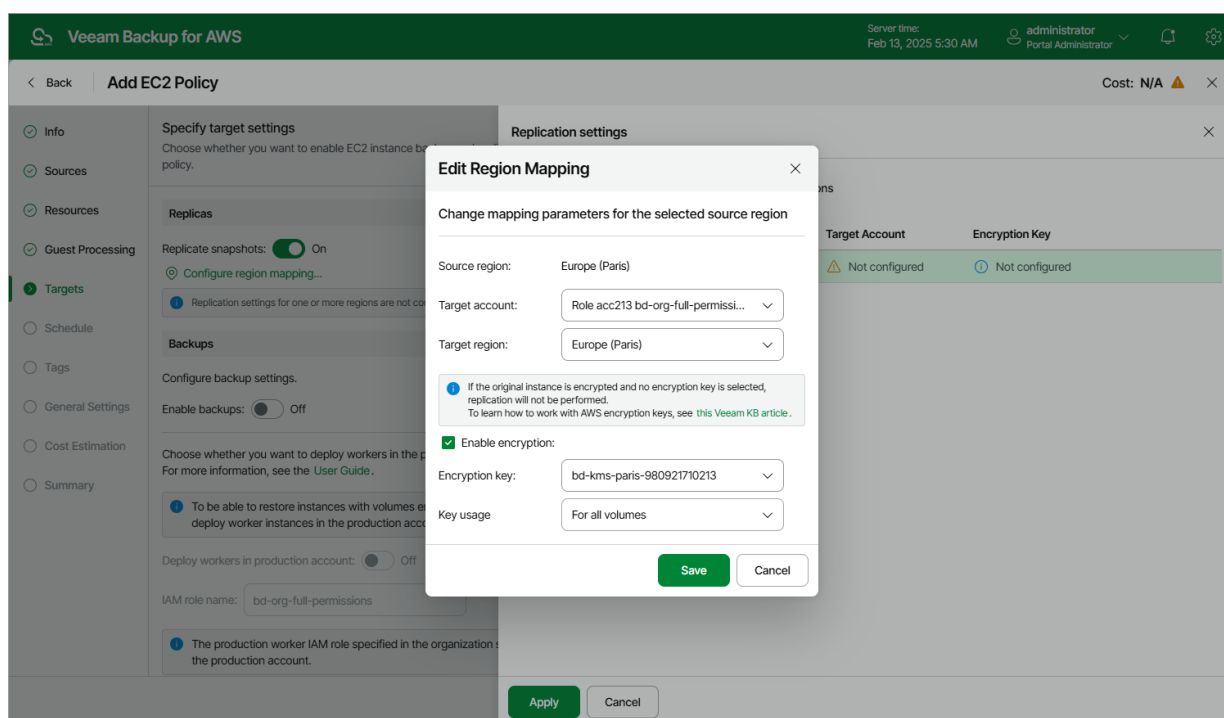 Veeam Backup for AWS
Server time:
Feb 13, 2025 5:30 AM
administrator
Portal Administrator
Back
Add EC2 Policy
Cost: N/A
Info
Sources
Resources
Guest Processing
Targets
Schedule
Tags
General Settings
Cost Estimation
Summary
Specify target settings
Choose whether you want to enable EC2 instance
policy.
Replicas
Replicate snapshots: On
Configure region mapping...
Replication settings for one or more regions are not
Backups
Configure backup settings.
Enable backups: Off
Choose whether you want to deploy workers in the
For more information, see the User Guide.
To be able to restore instances with volumes
deploy worker instances in the production
Deploy workers in production account: Off
IAM role name: bd-org-full-permissions
The production worker IAM role specified in the organization
the production account.
Replication settings
Target Account
Encryption Key
Not configured
Not configured
Edit Region Mapping
Change mapping parameters for the selected source region
Source region: Europe (Paris)
Target account: Role acc213 bd-org-full-permissi...
Target region: Europe (Paris)
If the original instance is encrypted and no encryption key is selected,
replication will not be performed.
To learn how to work with AWS encryption keys, see this Veeam KB article.
Enable encryption:
Encryption key: bd-kms-paris-980921710213
Key usage For all volumes
Save
Cancel
Apply
Cancel